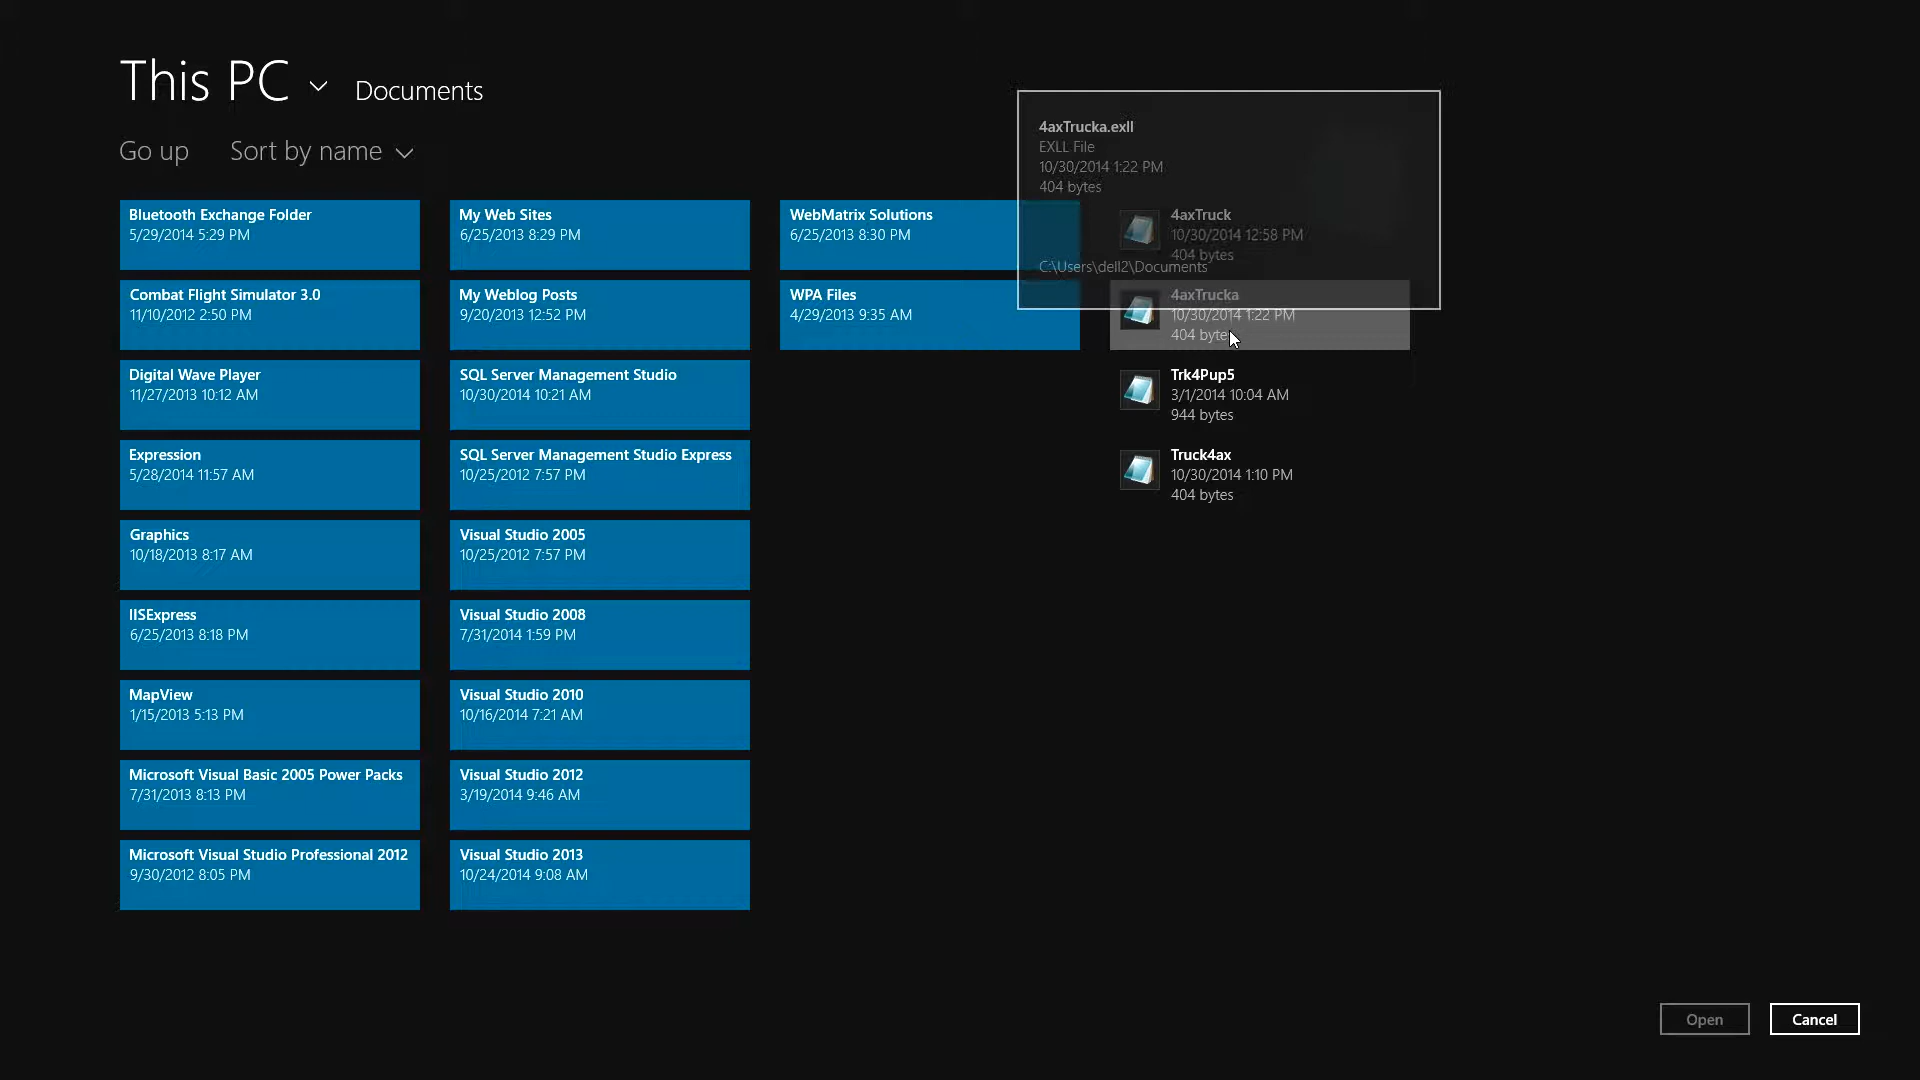 This PC
Documents
Go up
Sort by name
Bluetooth Exchange Folder
5/29/2014 5:29 PM
Combat Flight Simulator 3.0
11/10/2012 2:50 PM
Digital Wave Player
11/27/2013 10:12 AM
Expression
5/28/2014 11:57 AM
Graphics
10/18/2013 8:17 AM
IISExpress
6/25/2013 8:18 PM
MapView
1/15/2013 5:13 PM
Microsoft Visual Basic 2005 Power Packs
7/31/2013 8:13 PM
Microsoft Visual Studio Professional 2012
9/30/2012 8:05 PM
My Web Sites
6/25/2013 8:29 PM
My Weblog Posts
9/20/2013 12:52 PM
SQL Server Management Studio
10/30/2014 10:21 AM
SQL Server Management Studio Express
10/25/2012 7:57 PM
Visual Studio 2005
10/25/2012 7:57 PM
Visual Studio 2008
7/31/2014 1:59 PM
Visual Studio 2010
10/16/2014 7:21 AM
Visual Studio 2012
3/19/2014 9:46 AM
Visual Studio 2013
10/24/2014 9:08 AM
WebMatrix Solutions
6/25/2013 8:30 PM
WPA Files
4/29/2013 9:35 AM
4axTrucka.exll
EXLL File
10/30/2014 1:22 PM
404 bytes
4axTruck
10/30/2014 12:58 PM
404 bytes
C:\Users\dell2\Documents
4axTrucka
10/30/2014 1:22 PM
404 bytes
Trk4Pup5
3/1/2014 10:04 AM
944 bytes
Truck4ax
10/30/2014 1:10 PM
404 bytes
Open
Cancel